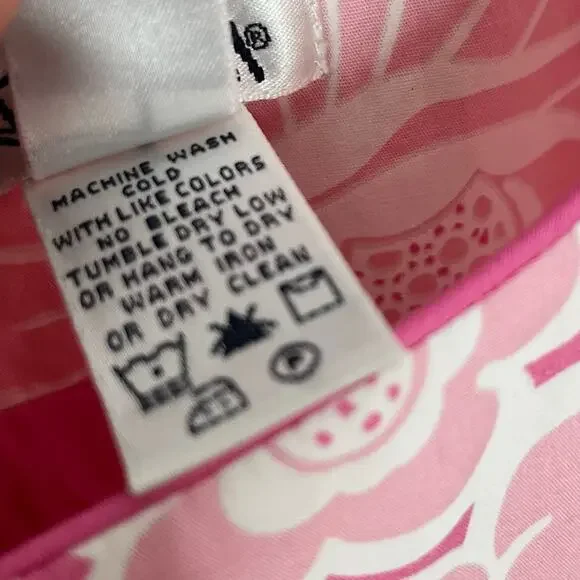 ®
MACHINE WASH
COLD
WITH LIKE COLORS
NO BLEACH
TUMBLE DRY LOW
OR HANG TO DRY
WARM IRON
OR DRY CLEAN
P